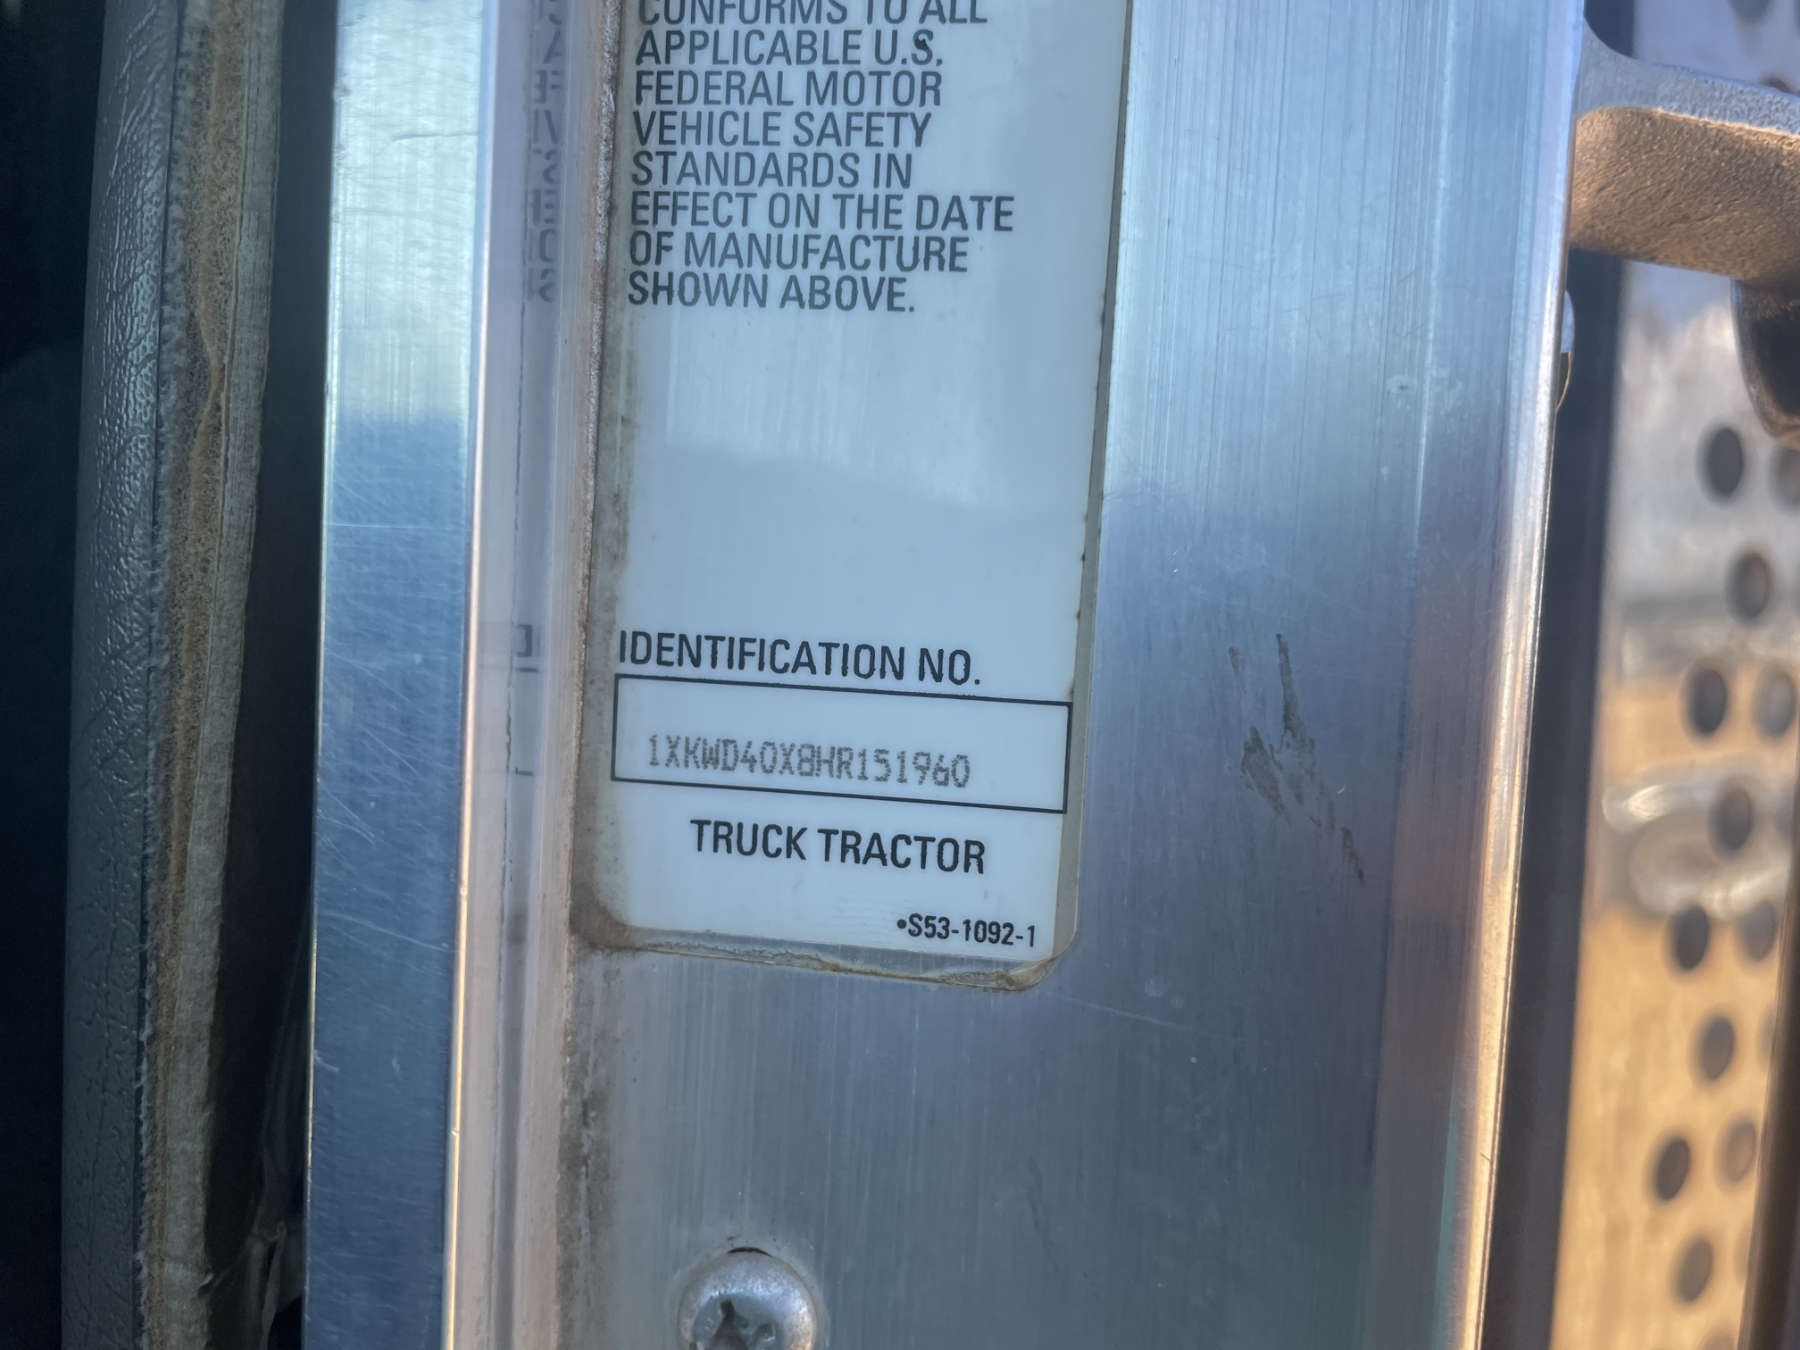 CONFORMS TO ALL
APPLICABLE U.S.
FEDERAL MOTOR
VEHICLE SAFETY
STANDARDS IN
EFFECT ON THE DATE
OF MANUFACTURE
SHOWN ABOVE.
IDENTIFICATION NO.
1XKWD40X8HR151960
TRUCK TRACTOR
•S53-1092-1